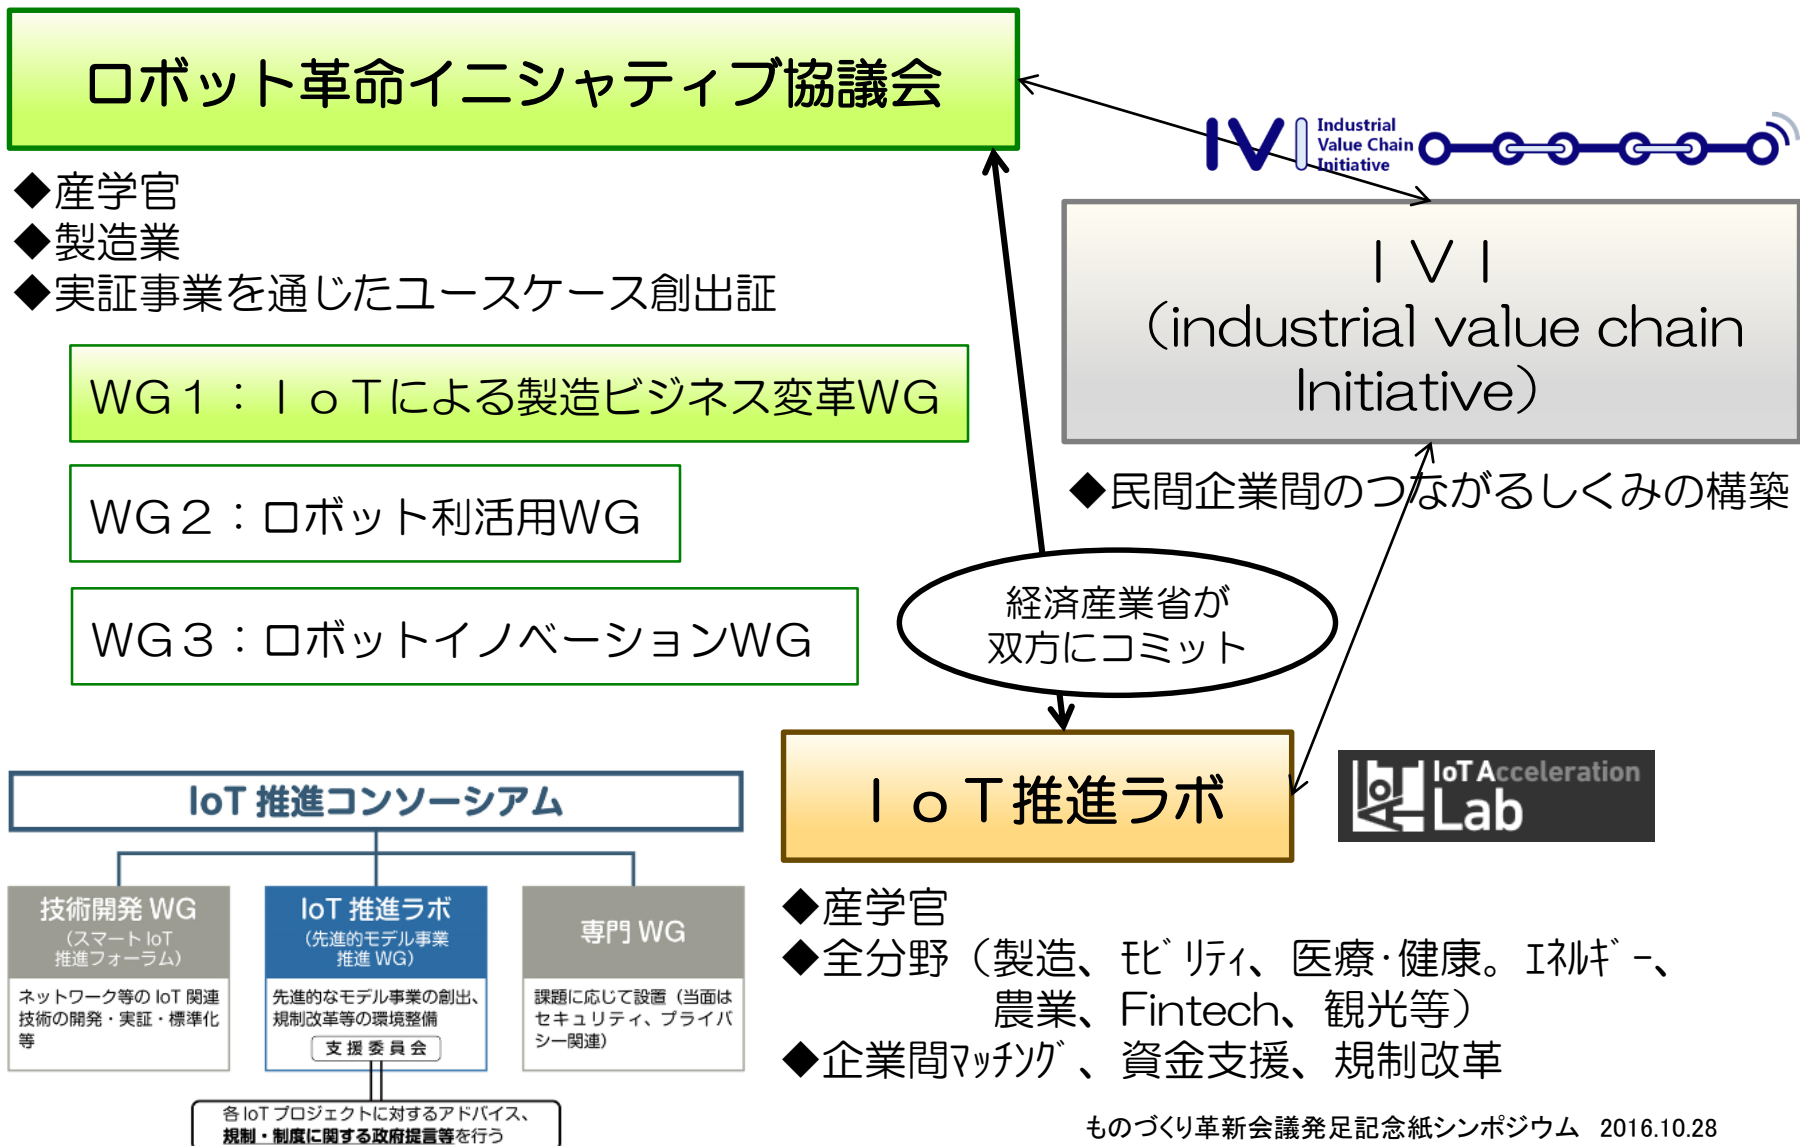 ロボット革命イニシャティブ協議会
◆産学官
◆製造業
◆実証事業を通じたユースケース創出証
WG1：IoTによる製造ビジネス変革WG
WG2：ロボット利活用WG
WG3：ロボットイノベーションWG
IVI Industrial
Value Chain
Initiative
IVI
（industrial value chain
Initiative）
◆民間企業間のつながるしくみの構築
経済産業省が
双方にコミット
IoT推進ラボ
IoT Acceleration
Lab
◆産学官
◆全分野（製造、ﾓﾋﾞﾘﾃｨ、医療･健康。ｴﾈﾙｷﾞｰ、
農業、Fintech、観光等）
◆企業間ﾏｯﾁﾝｸﾞ、資金支援、規制改革
IoT 推進コンソーシアム
技術開発 WG
（スマート IoT
推進フォーラム）
ネットワーク等の IoT 関連
技術の開発・実証・標準化
等
IoT 推進ラボ
（先進的モデル事業
推進 WG）
先進的なモデル事業の創出、
規制改革等の環境整備
支援委員会
専門 WG
課題に応じて設置（当面は
セキュリティ、プライバ
シー関連）
各 IoT プロジェクトに対するアドバイス、
規制・制度に関する政府提言等を行う
ものづくり革新会議発足記念紙シンポジウム 2016.10.28